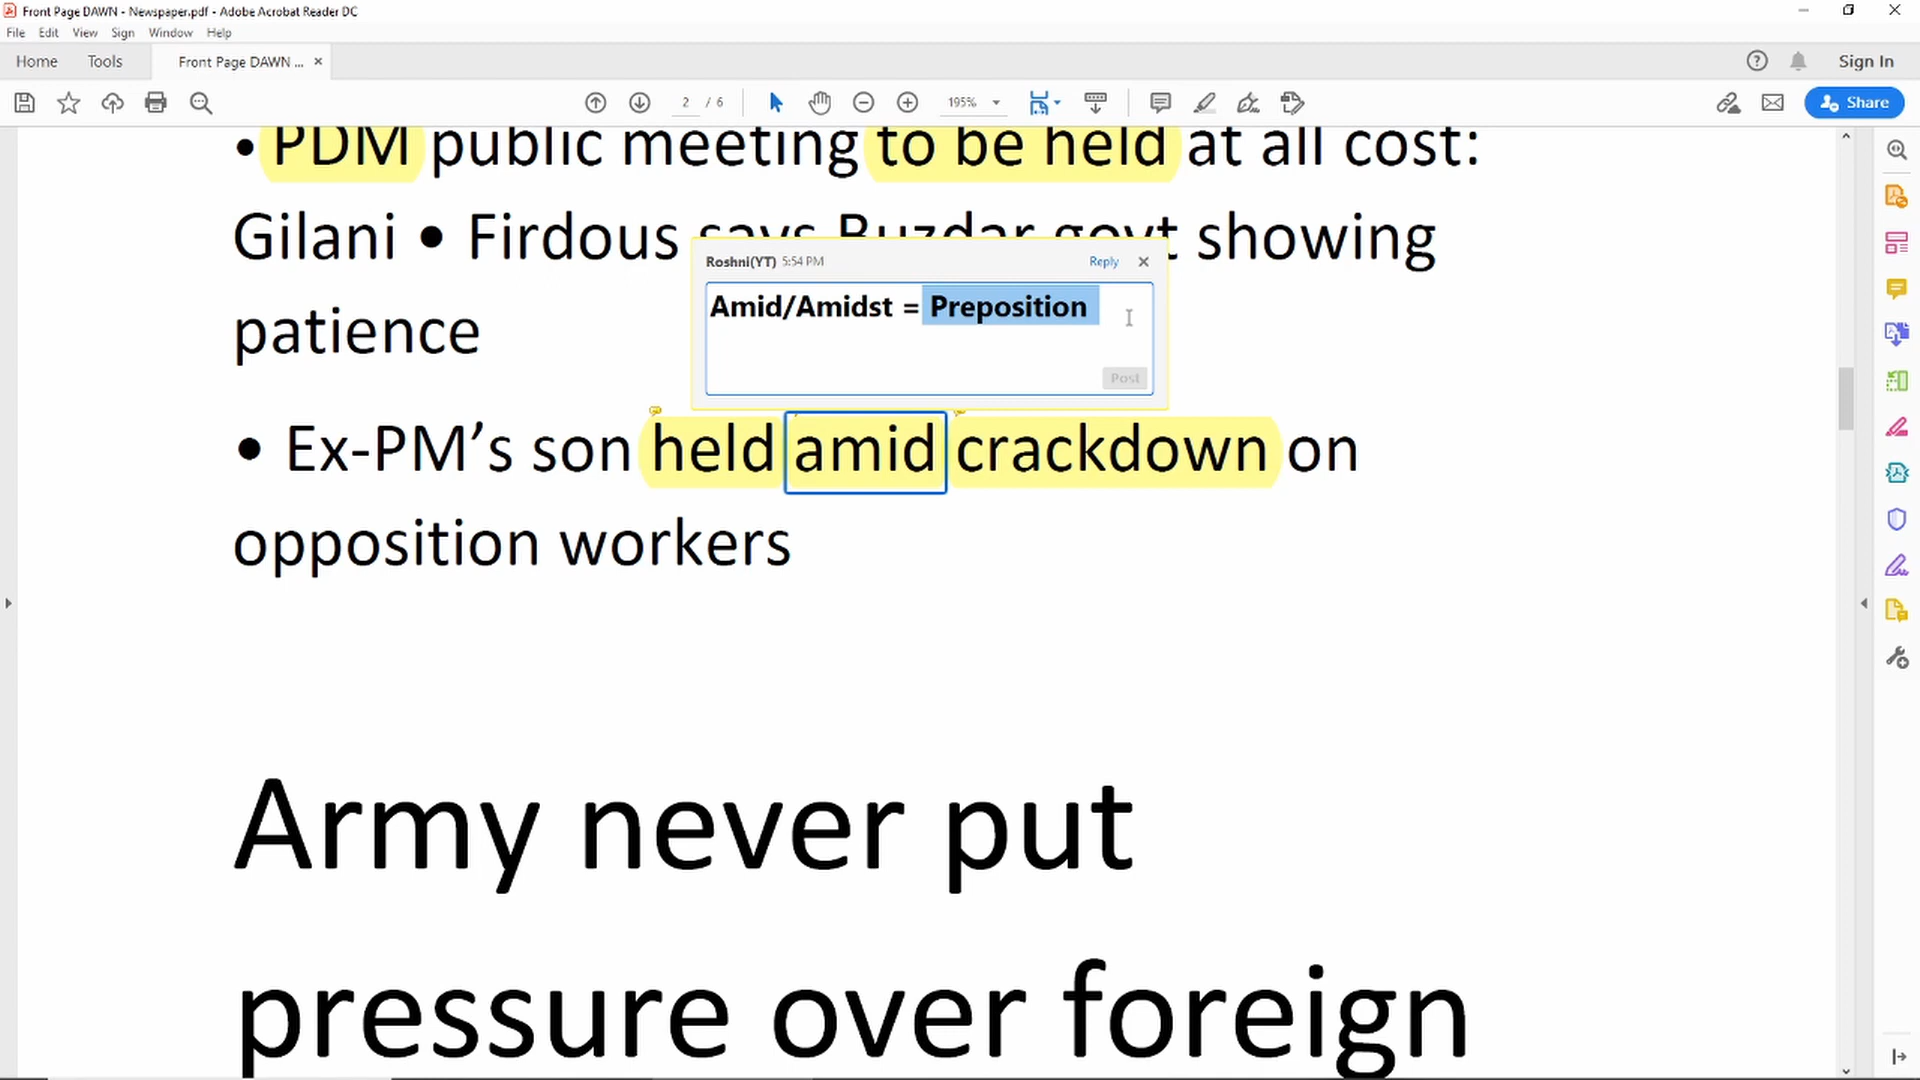 Front Page DAWN - Newspaper.pdf - Adobe Acrobat Reader DC
File Edit View Sign Window Help
Home Tools Front Page DAWN ... × Sign In
2 / 6 195% Share
• PDM public meeting to be held at all cost:
Gilani • Firdous says Buzdar govt showing
Roshni(YT) 5:54 PM Reply
Amid/Amidst = Preposition
patience
Post
• Ex-PM’s son held amid crackdown on
opposition workers
Army never put
pressure over foreign